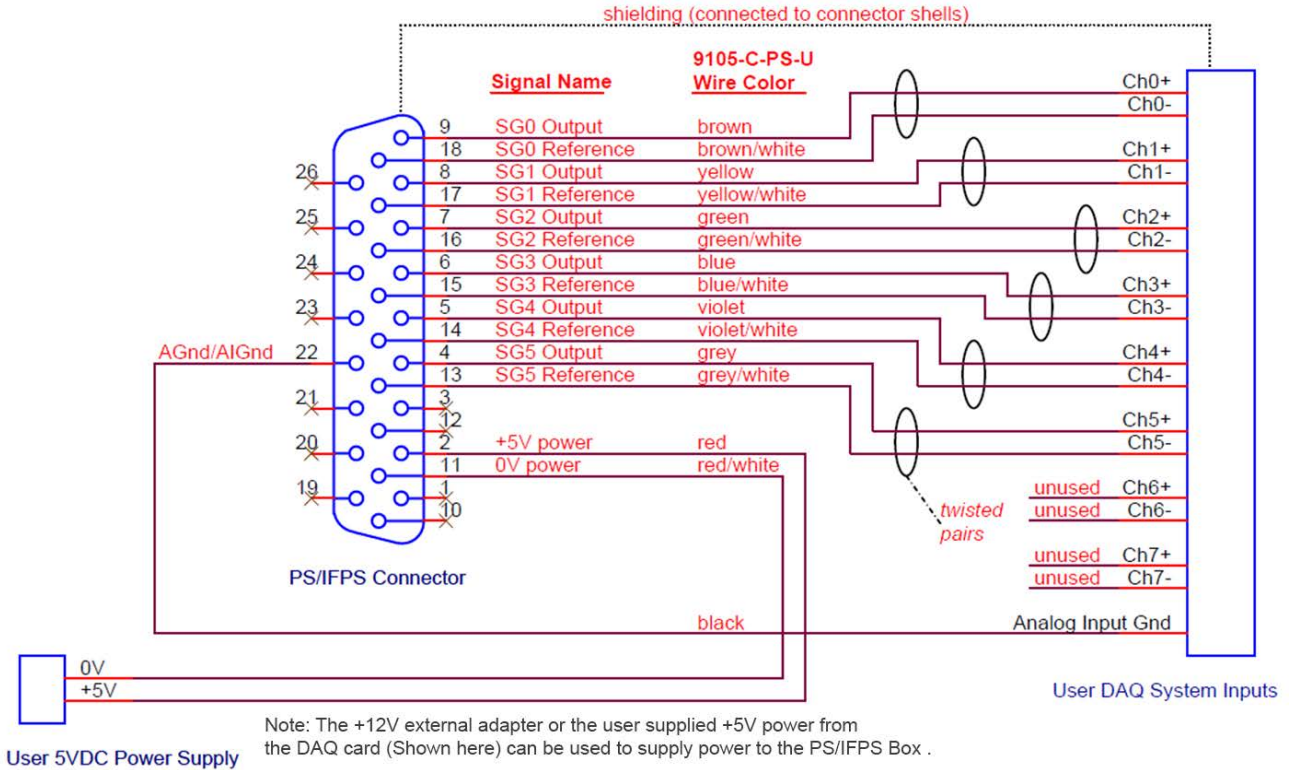 shielding (connected to connector shells)
9105-C-PS-U
Signal Name Wire Color
9 SG0 Output brown
18 SG0 Reference brown/white
8 SG1 Output yellow
17 SG1 Reference yellow/white
7 SG2 Output green
16 SG2 Reference green/white
6 SG3 Output blue
15 SG3 Reference blue/white
5 SG4 Output violet
14 SG4 Reference violet/white
4 SG5 Output grey
13 SG5 Reference grey/white
3
12
2 +5V power red
11 0V power red/white
1
10
26
25
24
23
AGnd/AIGnd 22
21
20
19
PS/IFPS Connector
black
twisted
pairs
Ch0+
Ch0-
Ch1+
Ch1-
Ch2+
Ch2-
Ch3+
Ch3-
Ch4+
Ch4-
Ch5+
Ch5-
unused Ch6+
unused Ch6-
unused Ch7+
unused Ch7-
Analog Input Gnd
User DAQ System Inputs
0V
+5V
User 5VDC Power Supply
Note: The +12V external adapter or the user supplied +5V power from
the DAQ card (Shown here) can be used to supply power to the PS/IFPS Box .